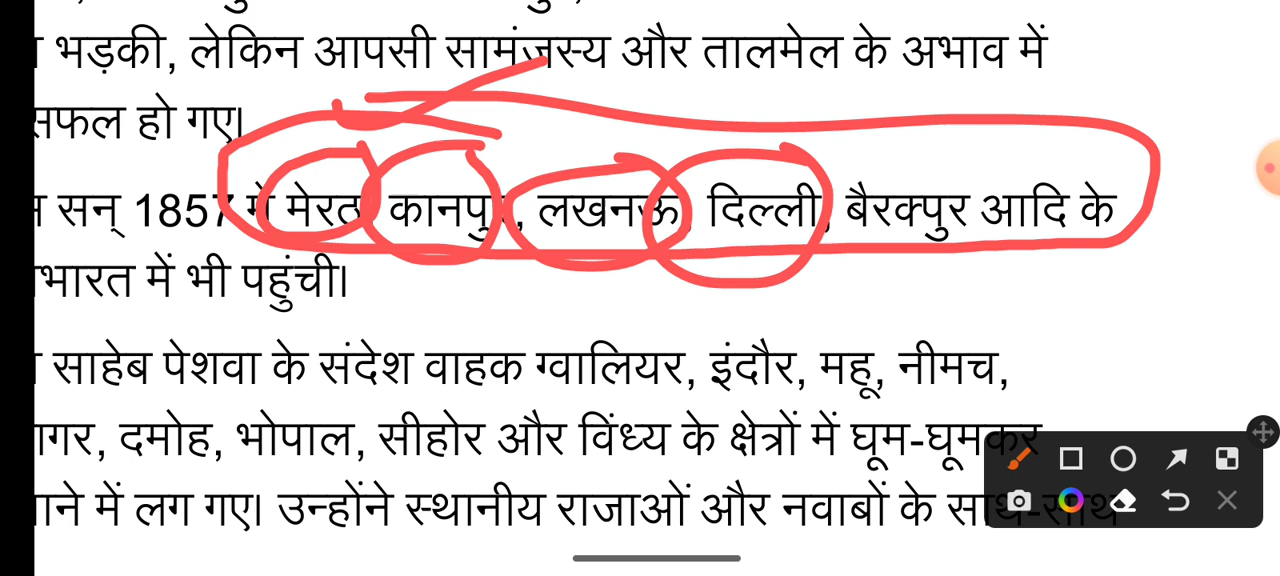 भड़की, लेकिन आपसी सामंजस्य और तालमेल के अभाव में
सफल हो गए।
सन् 1857 में मेरठ, कानपुर, लखनऊ, दिल्ली, बैरक्पुर आदि के
भारत में भी पहुंची।
साहेब पेशवा के संदेश वाहक ग्वालियर, इंदौर, महू, नीमच,
गर, दमोह, भोपाल, सीहोर और विंध्य के क्षेत्रों में घूम-घूमकर
ाने में लग गए। उन्होंने स्थानीय राजाओं और नवाबों के साथ-साथ